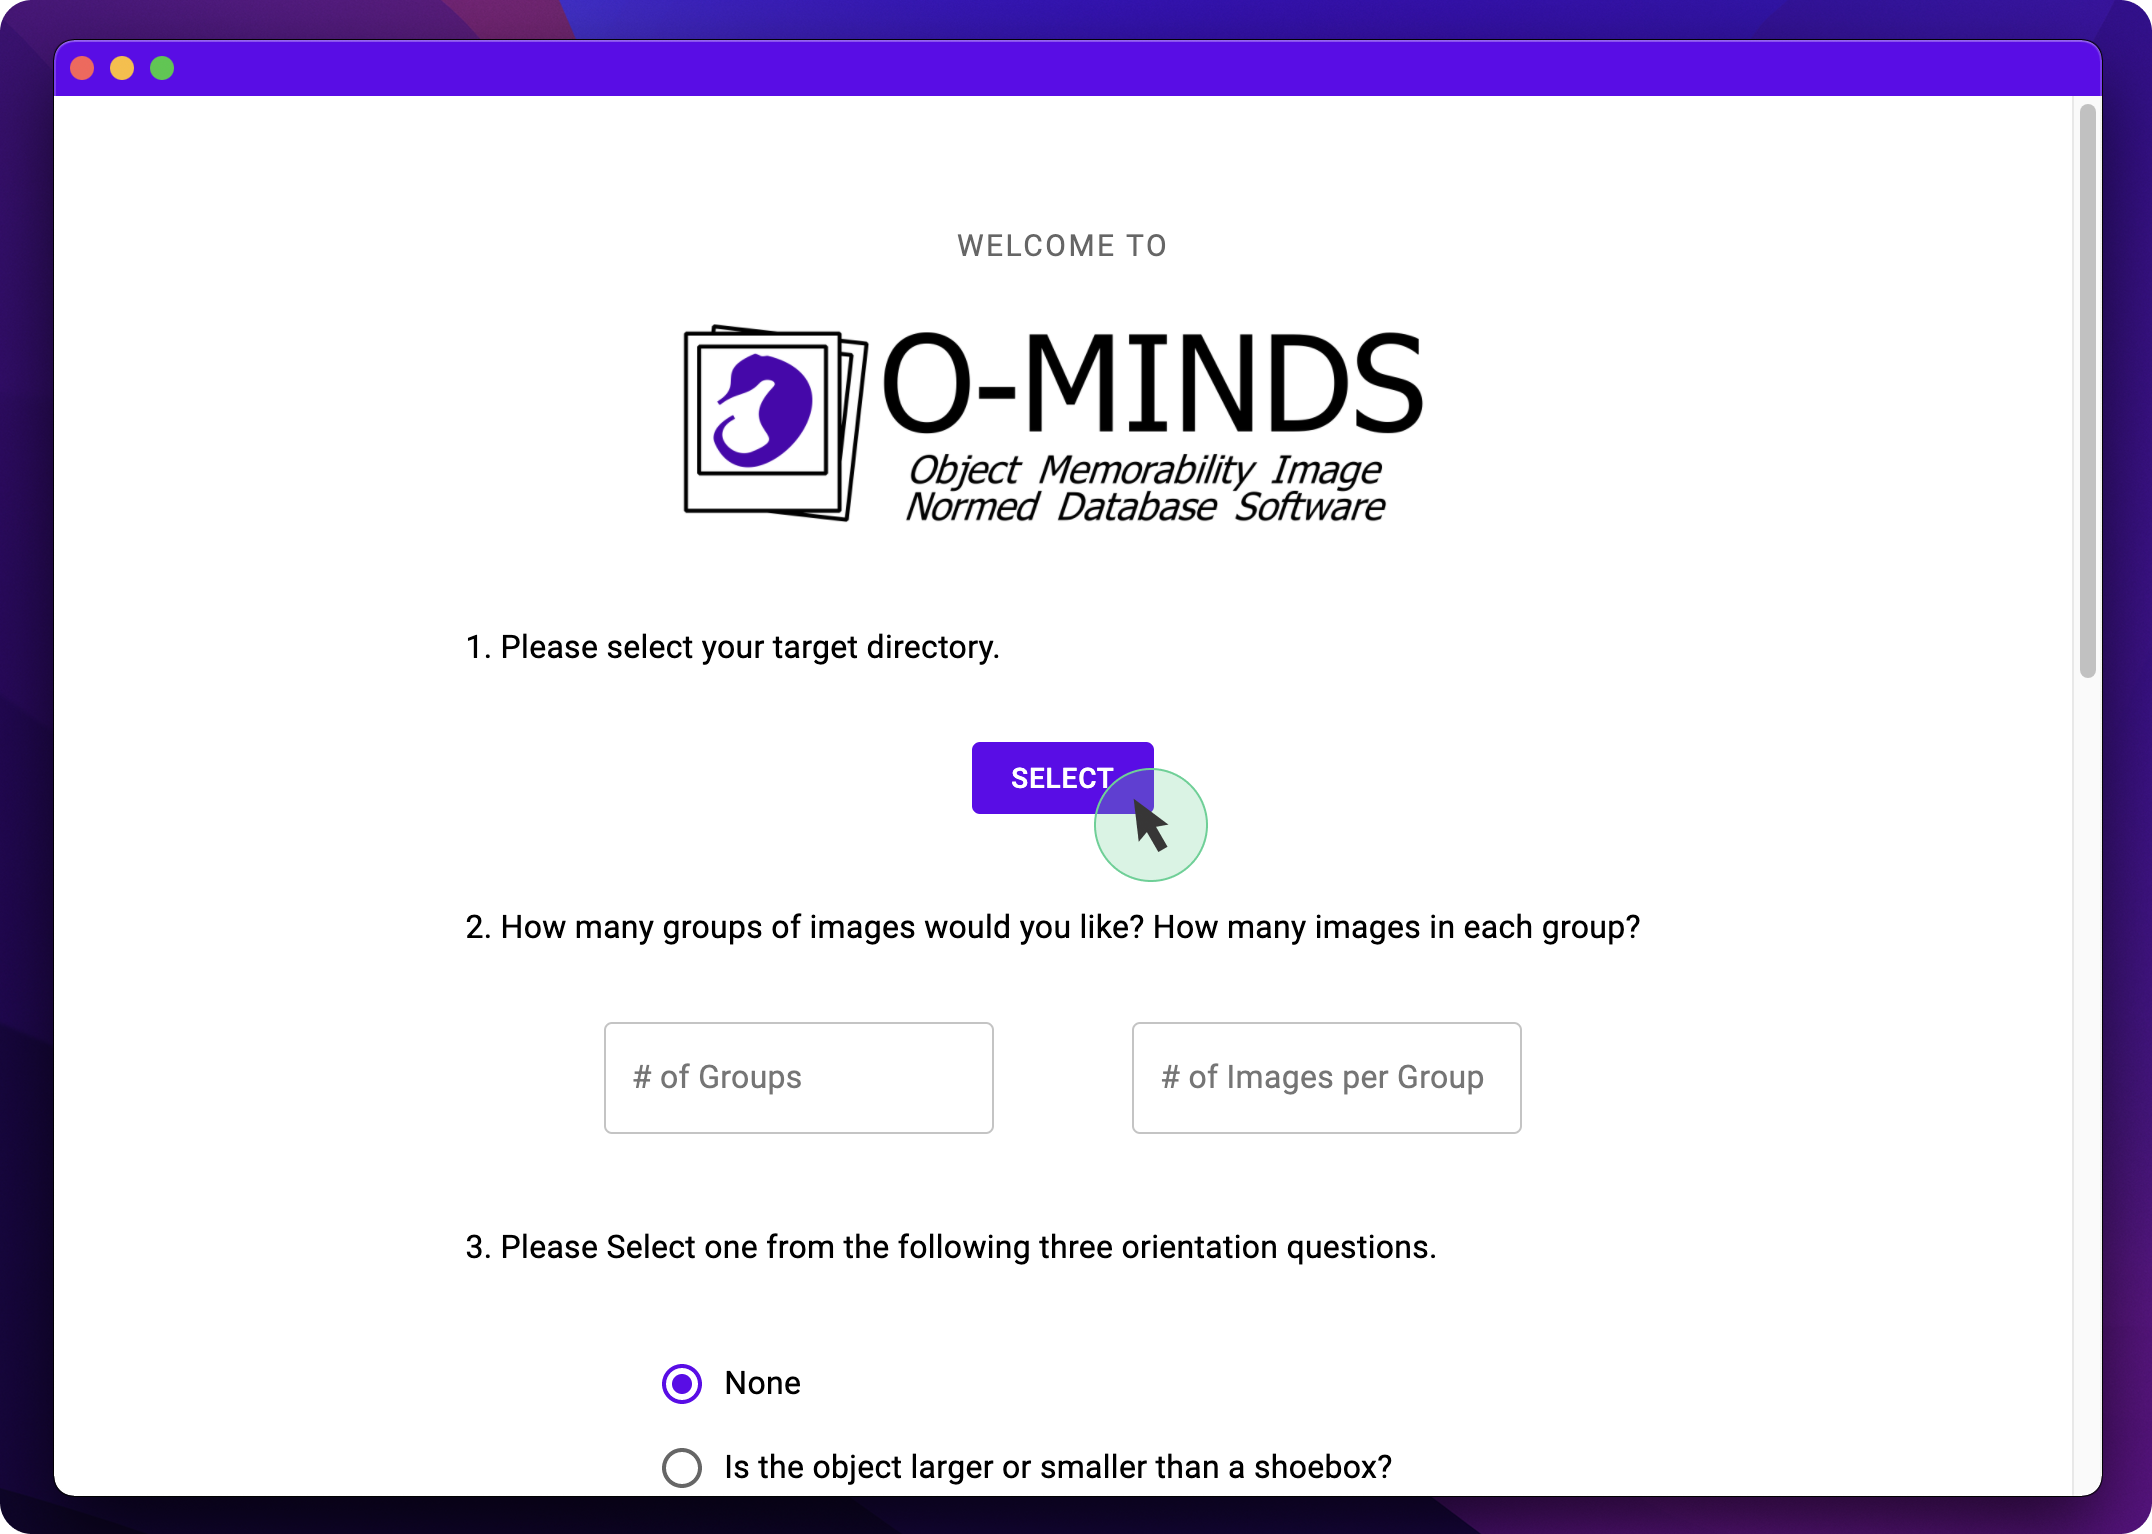 WELCOME TO
O-MINDS
Object Memorability Image
Normed Database Software
1. Please select your target directory.
SELECT
2. How many groups of images would you like? How many images in each group?
# of Groups
# of Images per Group
3. Please Select one from the following three orientation questions.
None
Is the object larger or smaller than a shoebox?